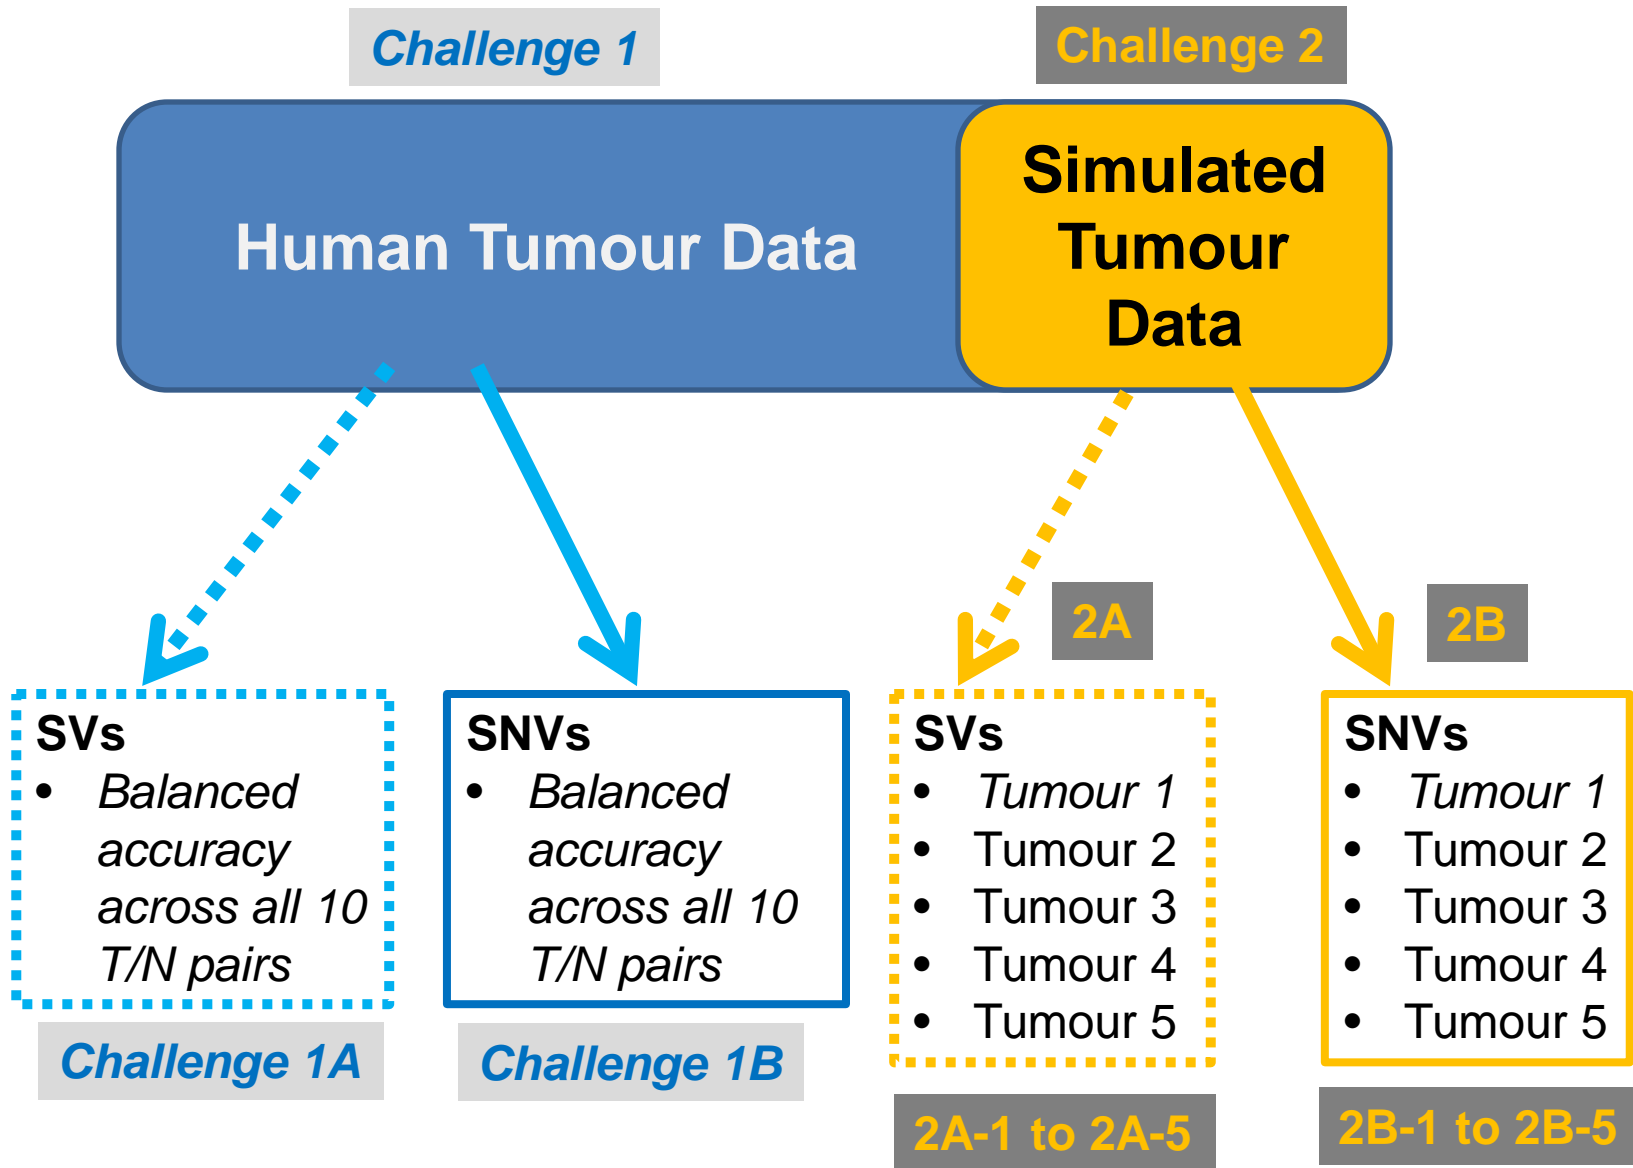 Challenge 1
Challenge 2
Human Tumour Data
Simulated
Tumour
Data
2A
2B
SVs
• Balanced
accuracy
across all 10
T/N pairs
Challenge 1A
SNVs
• Balanced
accuracy
across all 10
T/N pairs
Challenge 1B
SVs
• Tumour 1
• Tumour 2
• Tumour 3
• Tumour 4
• Tumour 5
2A-1 to 2A-5
SNVs
• Tumour 1
• Tumour 2
• Tumour 3
• Tumour 4
• Tumour 5
2B-1 to 2B-5